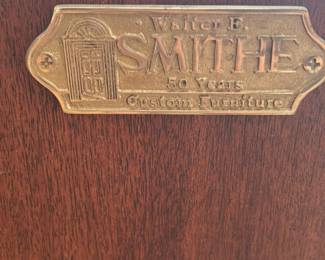 Walter E.
SMITHE
50 Years
Custom Furniture